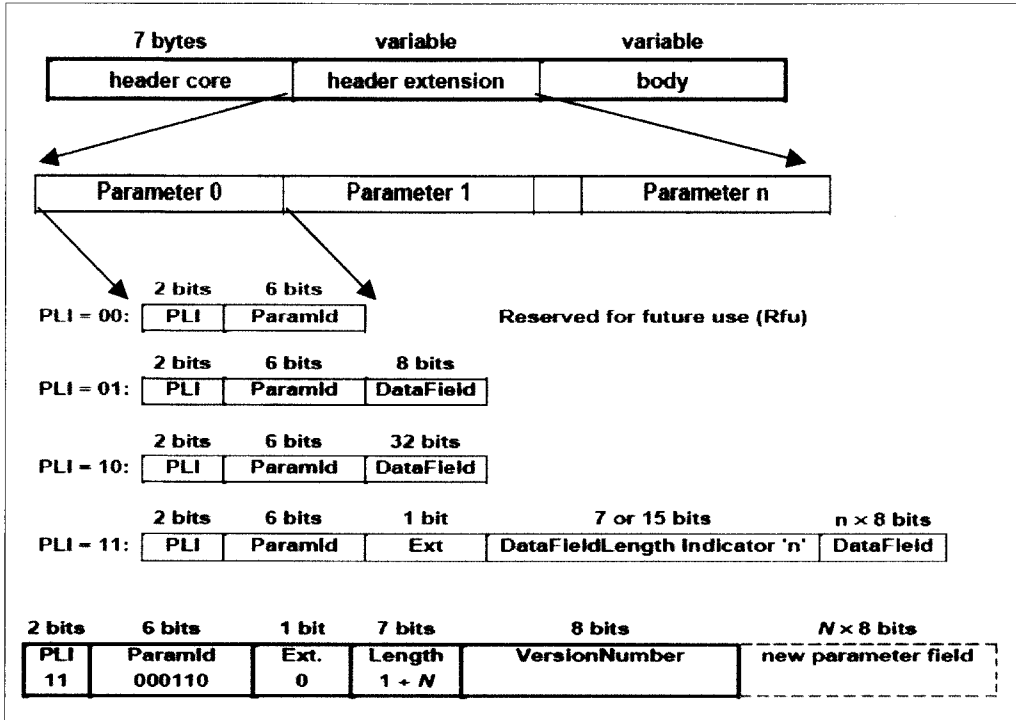 7 bytes variable variable
header core header extension body
Parameter 0 Parameter 1 Parameter n
2 bits 6 bits
PLI = 00: PLI ParamId Reserved for future use (Rfu)
2 bits 6 bits 8 bits
PLI = 01: PLI ParamId DataField
2 bits 6 bits 32 bits
PLI = 10: PLI ParamId DataField
2 bits 6 bits 1 bit 7 or 15 bits n × 8 bits
PLI = 11: PLI ParamId Ext DataFieldLength Indicator 'n' DataField
2 bits 6 bits 1 bit 7 bits 8 bits N × 8 bits
PLI ParamId Ext. Length VersionNumber new parameter field
11 000110 0 1 + N